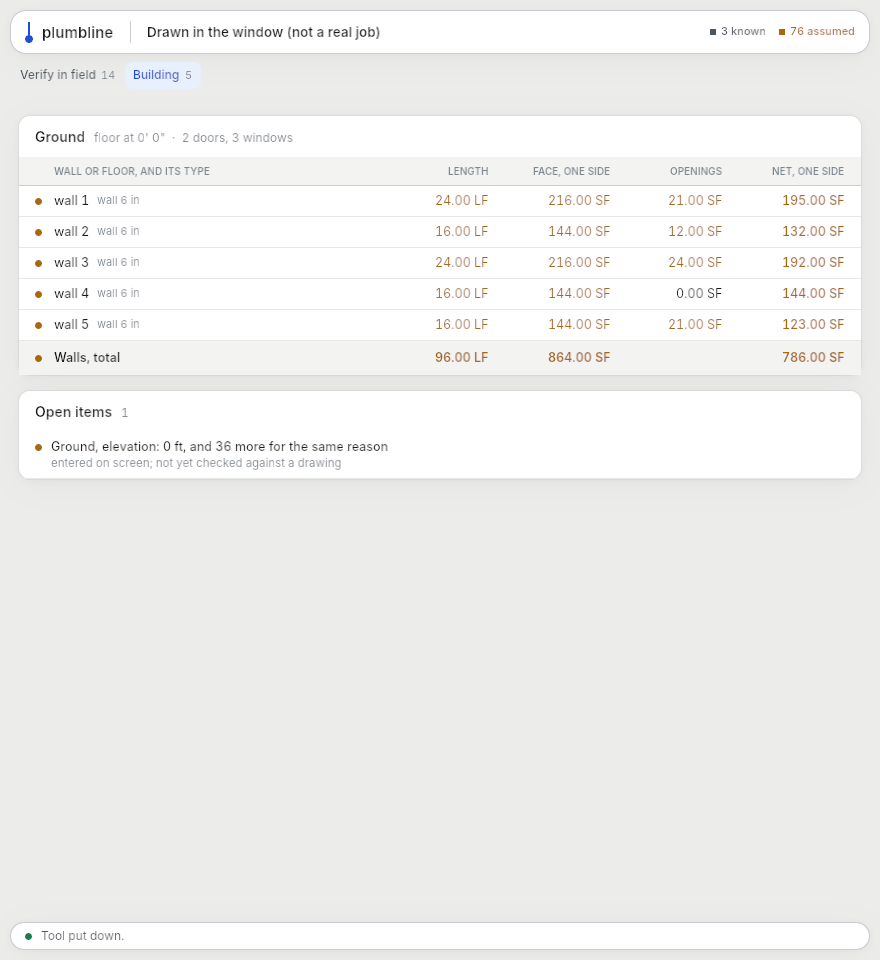 plumbline
Drawn in the window (not a real job)
3 known 76 assumed
Verify in field 14 Building 5
Ground floor at 0' 0" · 2 doors, 3 windows
WALL OR FLOOR, AND ITS TYPE LENGTH FACE, ONE SIDE OPENINGS NET, ONE SIDE
wall 1 wall 6 in 24.00 LF 216.00 SF 21.00 SF 195.00 SF
wall 2 wall 6 in 16.00 LF 144.00 SF 12.00 SF 132.00 SF
wall 3 wall 6 in 24.00 LF 216.00 SF 24.00 SF 192.00 SF
wall 4 wall 6 in 16.00 LF 144.00 SF 0.00 SF 144.00 SF
wall 5 wall 6 in 16.00 LF 144.00 SF 21.00 SF 123.00 SF
Walls, total 96.00 LF 864.00 SF 786.00 SF
Open items 1
Ground, elevation: 0 ft, and 36 more for the same reason
entered on screen; not yet checked against a drawing
Tool put down.